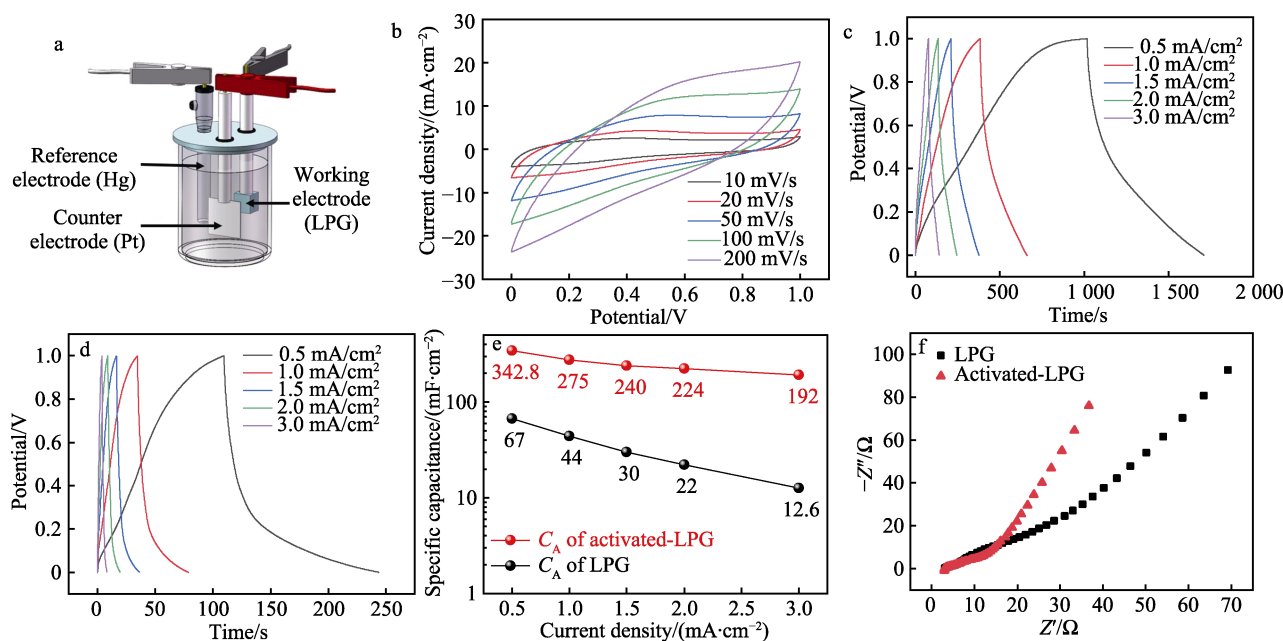 a
Reference
electrode (Hg)
Counter
electrode (Pt)
Working
electrode
(LPG)
b
Current density/(mA·cm⁻²)
30
20
10
0
−10
−20
−30
10 mV/s
20 mV/s
50 mV/s
100 mV/s
200 mV/s
0 0.2 0.4 0.6 0.8 1.0
Potential/V
c
Potential/V
1.0
0.8
0.6
0.4
0.2
0
0.5 mA/cm²
1.0 mA/cm²
1.5 mA/cm²
2.0 mA/cm²
3.0 mA/cm²
0 500 1 000 1 500 2 000
Time/s
d
Potential/V
1.0
0.8
0.6
0.4
0.2
0
0.5 mA/cm²
1.0 mA/cm²
1.5 mA/cm²
2.0 mA/cm²
3.0 mA/cm²
0 50 100 150 200 250
Time/s
e
Specific capacitance/(mF·cm⁻²)
100
10
1
342.8 275 240 224 192
67 44 30 22 12.6
C_A of activated-LPG
C_A of LPG
0.5 1.0 1.5 2.0 2.5 3.0
Current density/(mA·cm⁻²)
f
−Z″/Ω
100
80
60
40
20
0
LPG
Activated-LPG
0 10 20 30 40 50 60 70
Z′/Ω